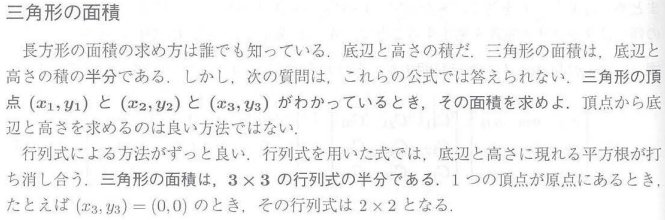 三角形の面積
長方形の面積の求め方は誰でも知っている．底辺と高さの積だ．三角形の面積は，底辺と
高さの積の半分である．しかし，次の質問は，これらの公式では答えられない．三角形の頂
点 (x₁, y₁) と (x₂, y₂) と (x₃, y₃) がわかっているとき，その面積を求めよ．頂点から底
辺と高さを求めるのは良い方法ではない．
行列式による方法がずっと良い．行列式を用いた式では，底辺と高さに現れる平方根が打
ち消し合う．三角形の面積は，3 × 3 の行列式の半分である．1 つの頂点が原点にあるとき，
たとえば (x₃, y₃) = (0, 0) のとき，その行列式は 2 × 2 となる．